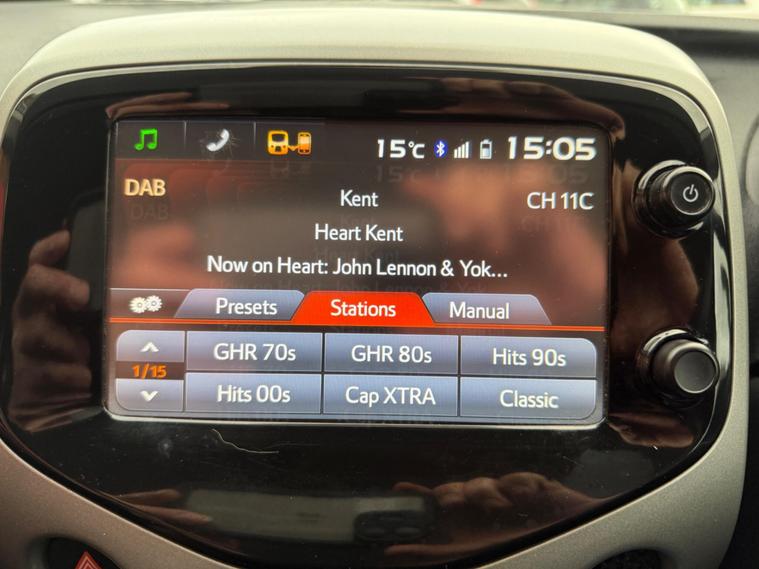 15°C 15:05
DAB
Kent CH 11C
Heart Kent
Now on Heart: John Lennon & Yok...
Presets Stations Manual
GHR 70s GHR 80s Hits 90s
1/15
Hits 00s Cap XTRA Classic